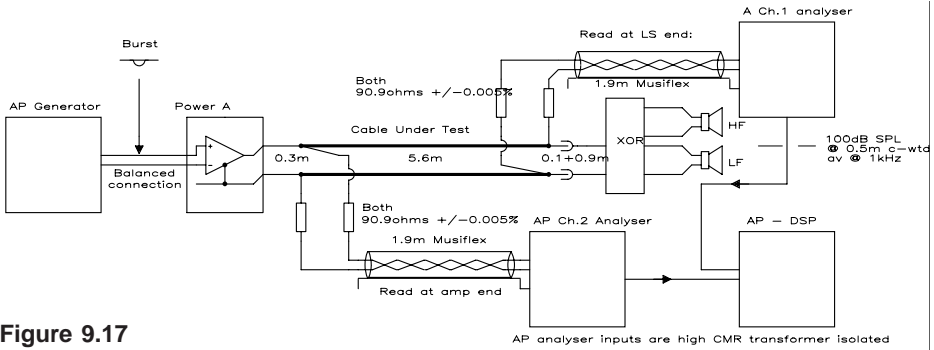 A Ch.1 analyser
Burst
Read at LS end:
Both
90.9ohms +/-0.005%
1.9m Musiflex
AP Generator
Power A
HF
Cable Under Test
XOR
100dB SPL
@ 0.5m c-wtd
av @ 1kHz
+
-
0.3m
5.6m
0.1+0.9m
LF
Balanced
connection
Both
90.9ohms +/-0.005%
AP Ch.2 Analyser
AP - DSP
1.9m Musiflex
Read at amp end
Figure 9.17
AP analyser inputs are high CMR transformer isolated